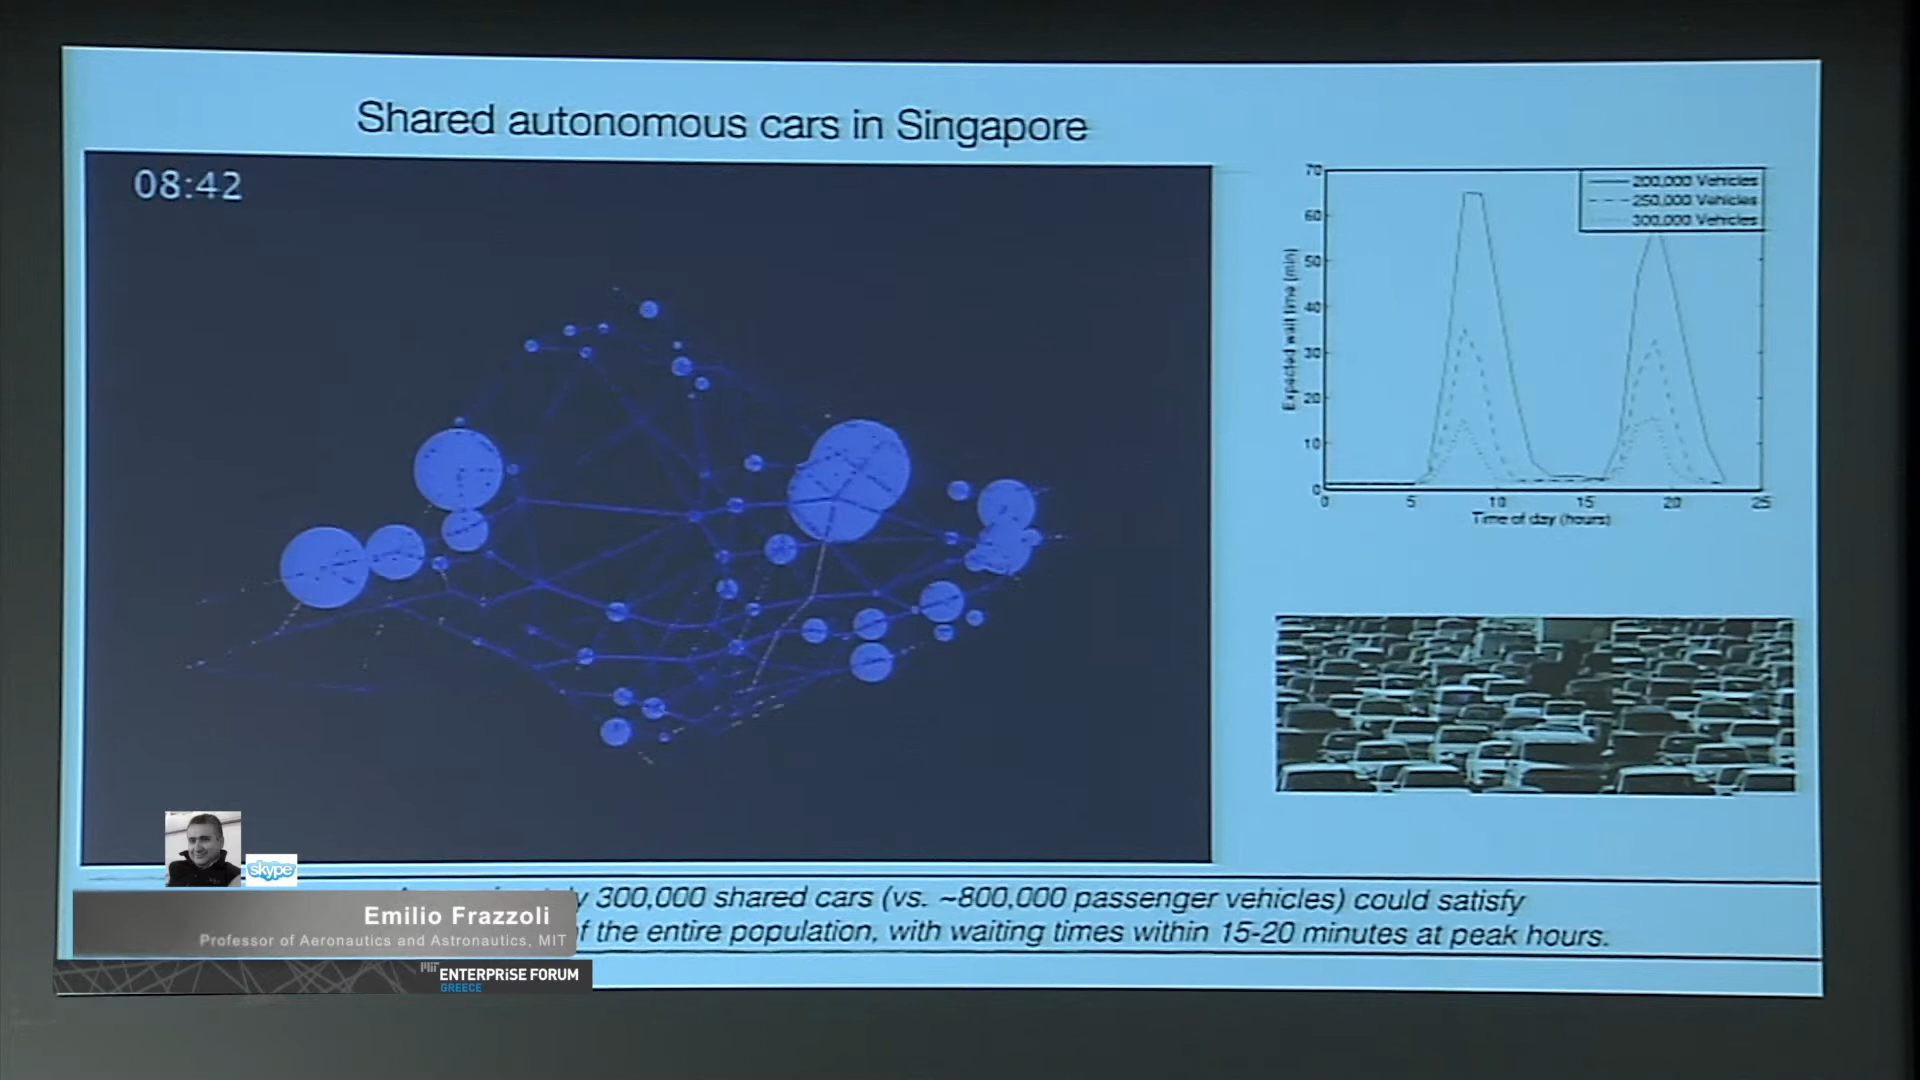 Shared autonomous cars in Singapore
08:42
70
60
50
40
30
20
10
0
Expected wait time (min)
200,000 Vehicles
250,000 Vehicles
300,000 Vehicles
0 5 10 15 20 25
Time of day (hours)
skype
300,000 shared cars (vs. ~800,000 passenger vehicles) could satisfy
the entire population, with waiting times within 15-20 minutes at peak hours.
Emilio Frazzoli
Professor of Aeronautics and Astronautics, MIT
MIT ENTERPRISE FORUM
GREECE